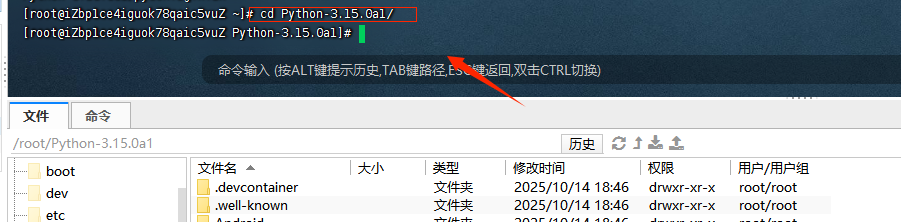 [root@iZbp1ce4iguok78qaic5vuZ ~]# cd Python-3.15.0a1/
[root@iZbp1ce4iguok78qaic5vuZ Python-3.15.0a1]#
命令输入 (按ALT键提示历史,TAB键路径,ESC键返回,双击CTRL切换)
文件 命令
/root/Python-3.15.0a1 历史
boot
dev
etc
文件名 大小 类型 修改时间 权限 用户/用户组
.devcontainer 文件夹 2025/10/14 18:46 drwxr-xr-x root/root
.well-known 文件夹 2025/10/14 18:46 drwxr-xr-x root/root
Android 文件夹 2025/10/14 18:46 drwxr-xr-x root/root